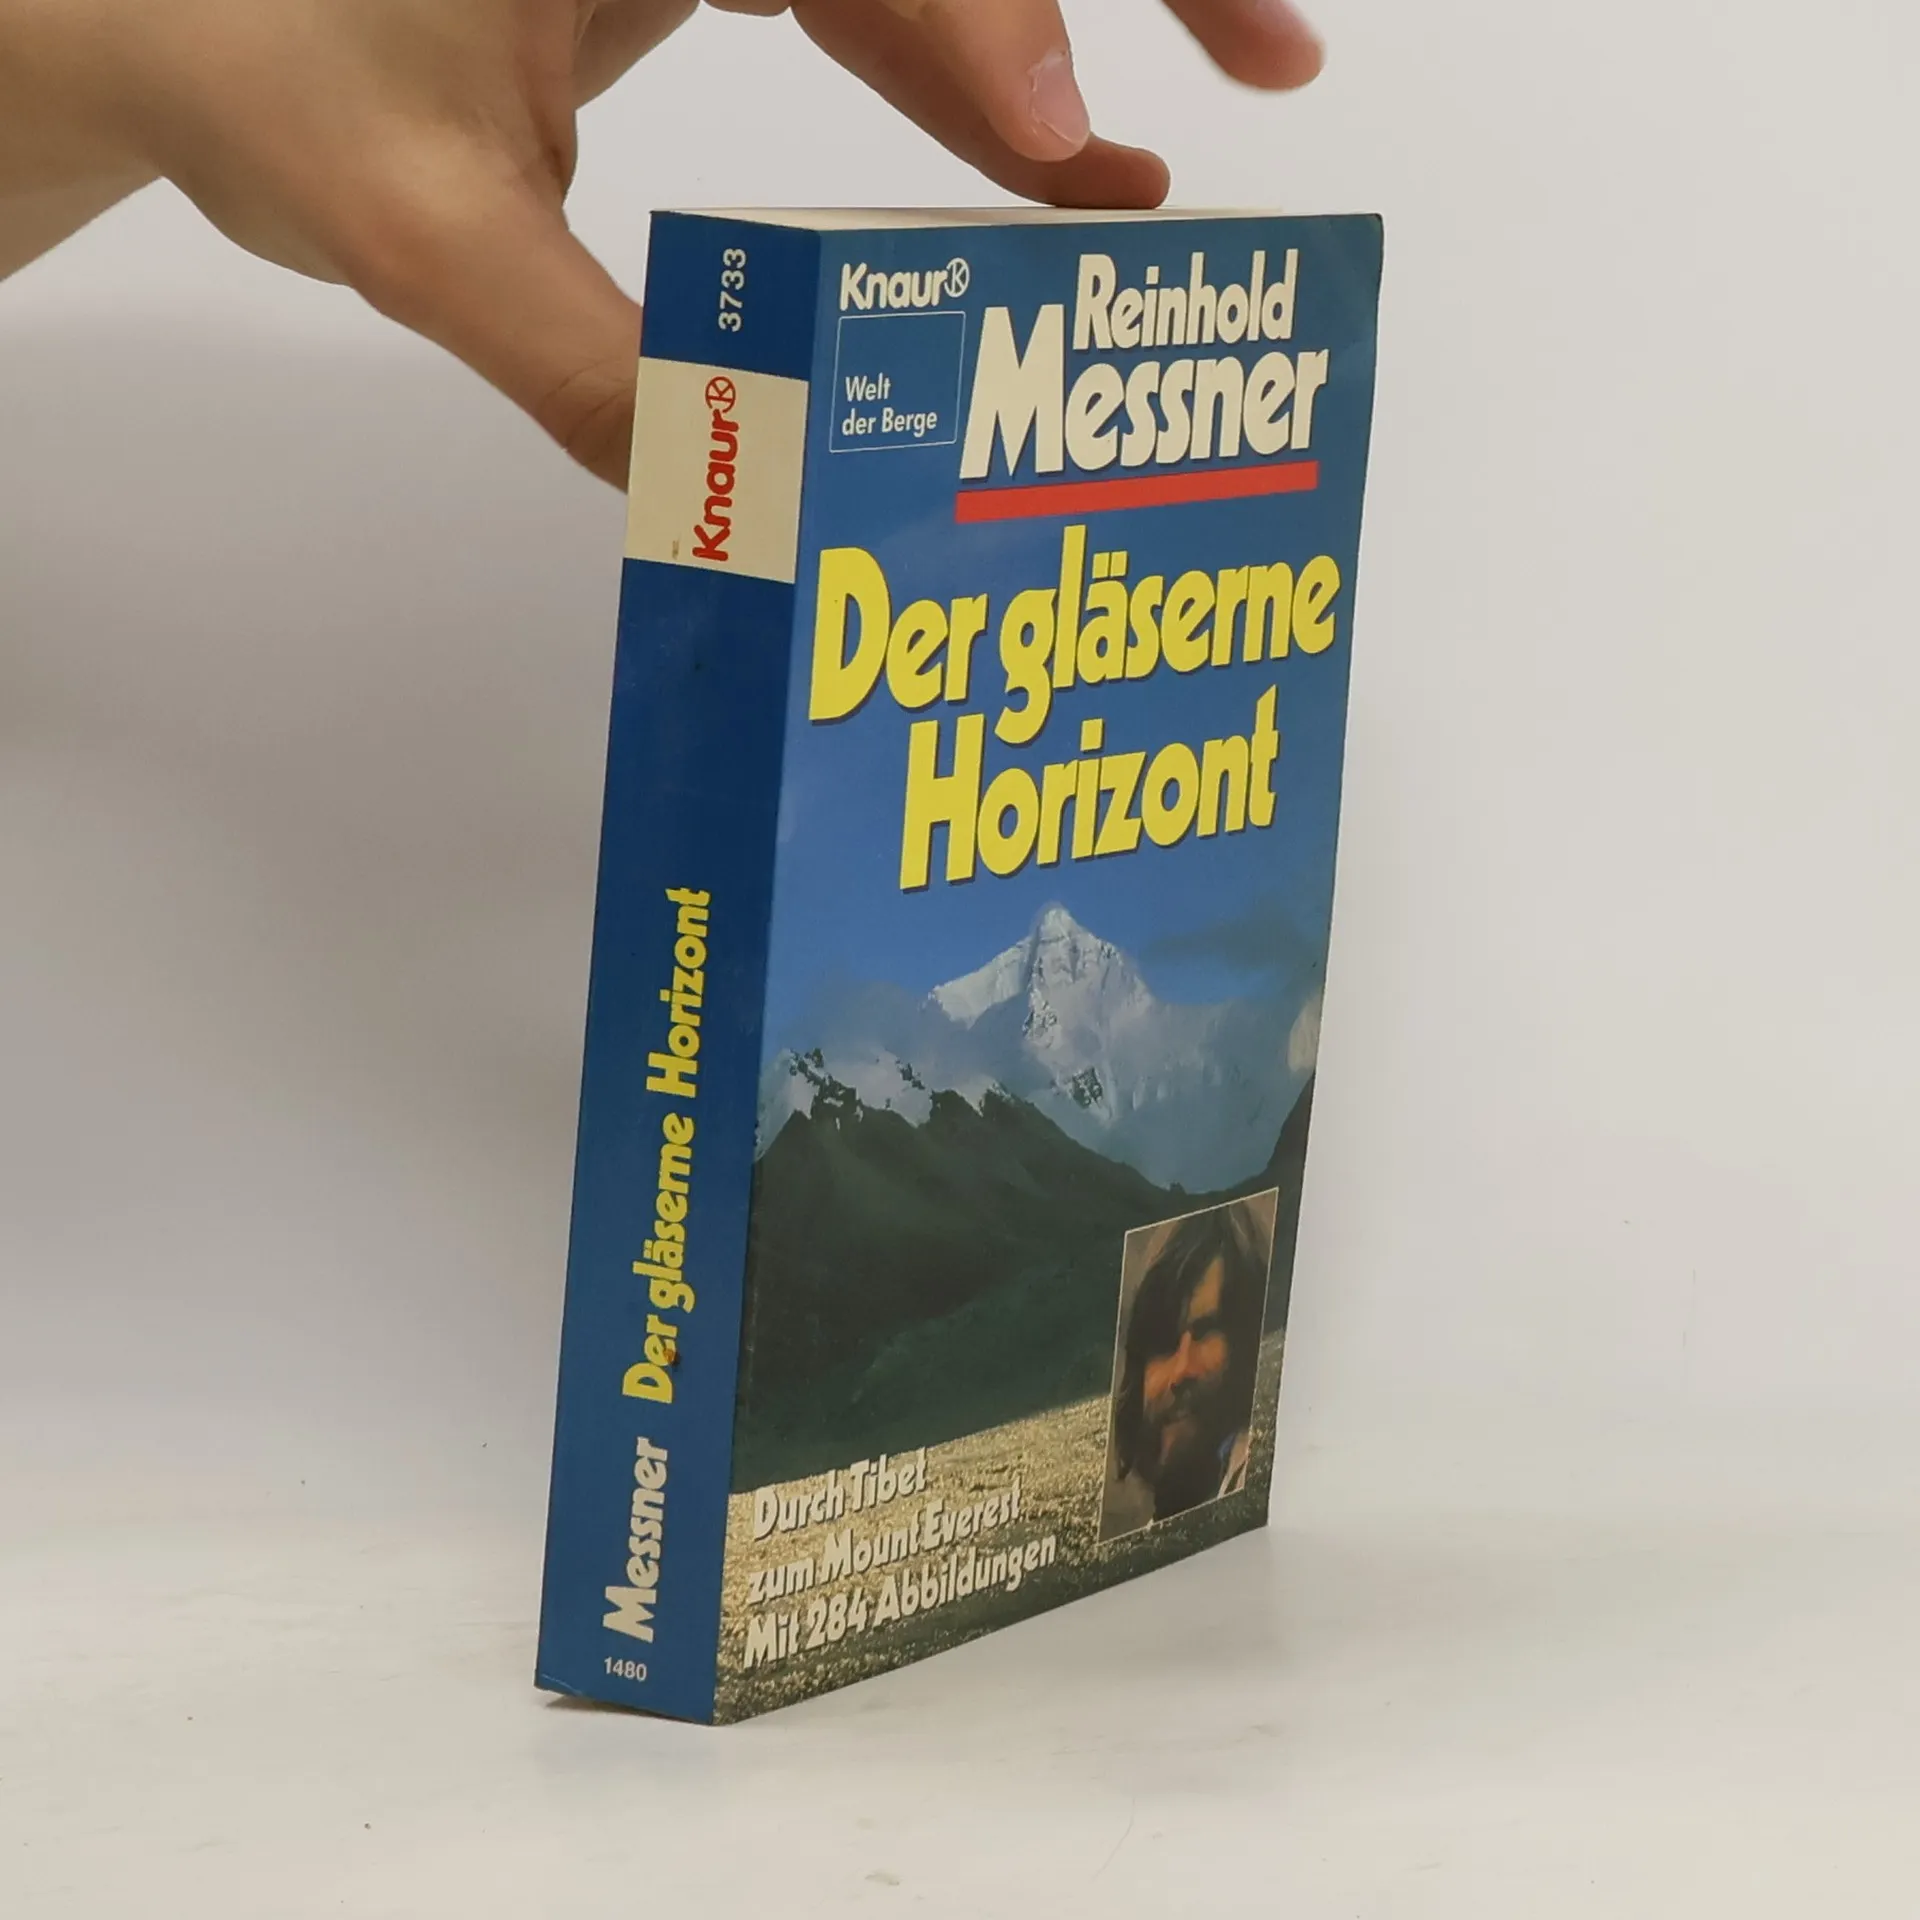 3733
Knaur
Messner Der gläserne Horizont
1480
Knaur
Welt
der Berge
Reinhold
Messner
Der gläserne
Horizont
Durch Tibet
zum Mount Everest
Mit 284 Abbildungen